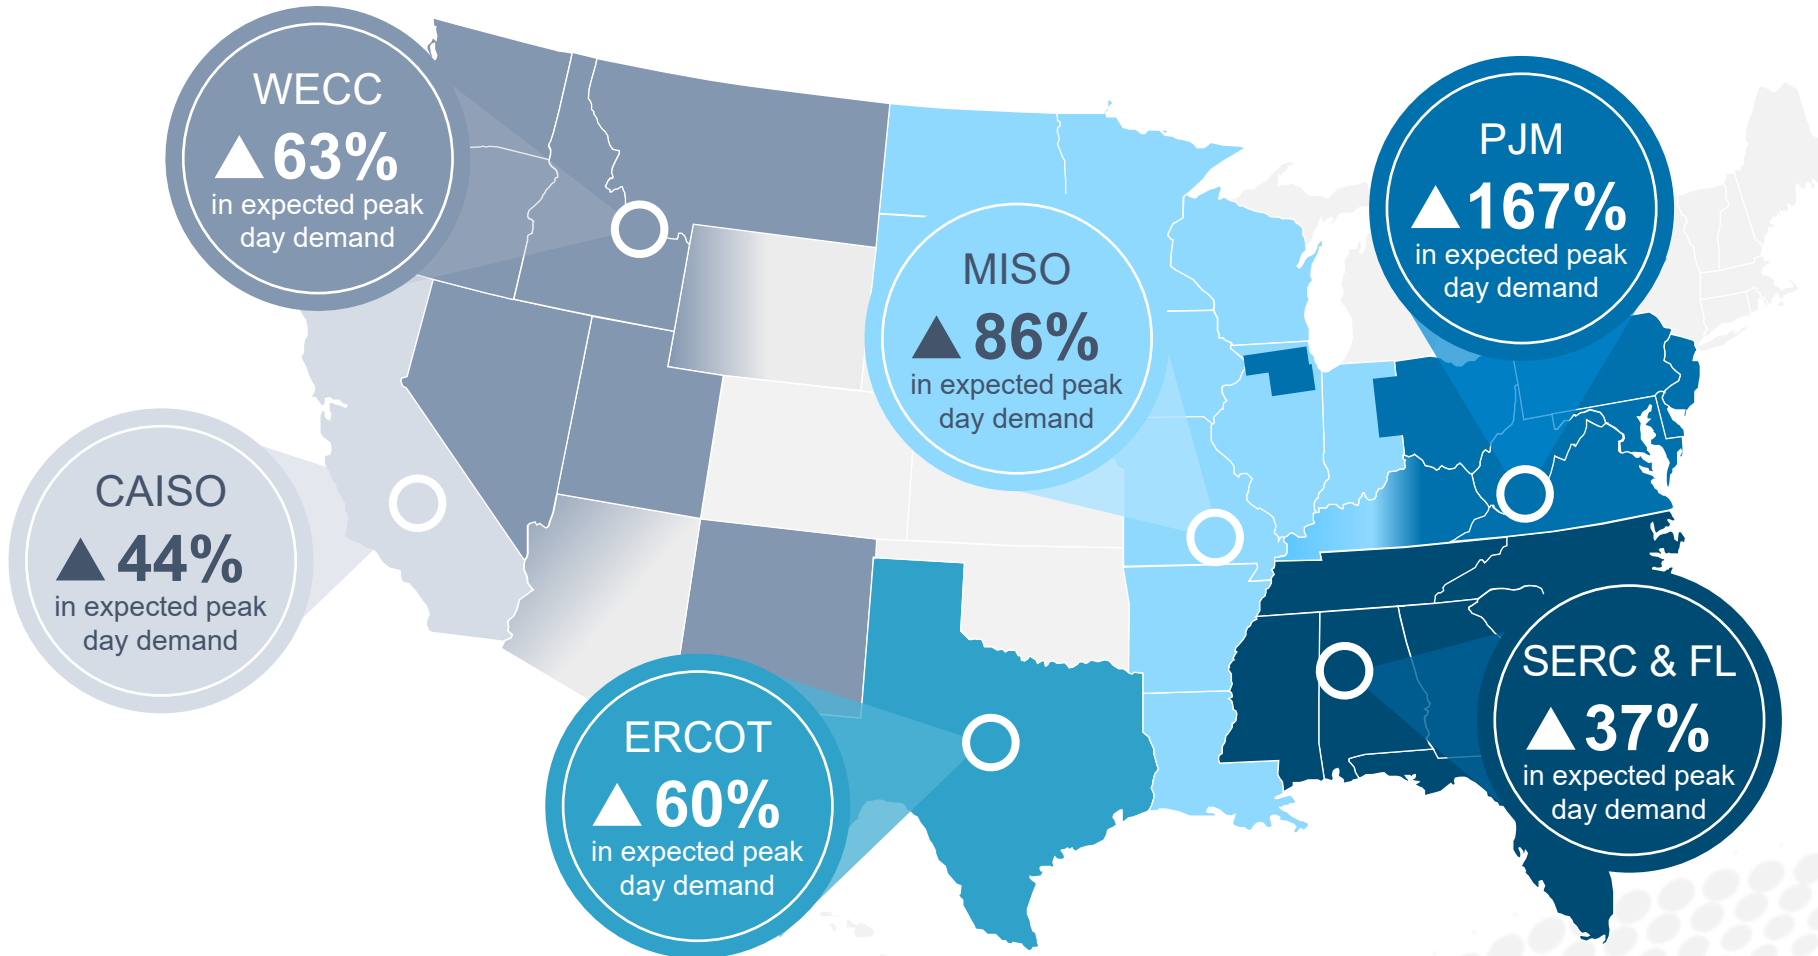 WECC
▲ 63%
in expected peak
day demand
PJM
▲ 167%
in expected peak
day demand
MISO
▲ 86%
in expected peak
day demand
CAISO
▲ 44%
in expected peak
day demand
SERC & FL
▲ 37%
in expected peak
day demand
ERCOT
▲ 60%
in expected peak
day demand